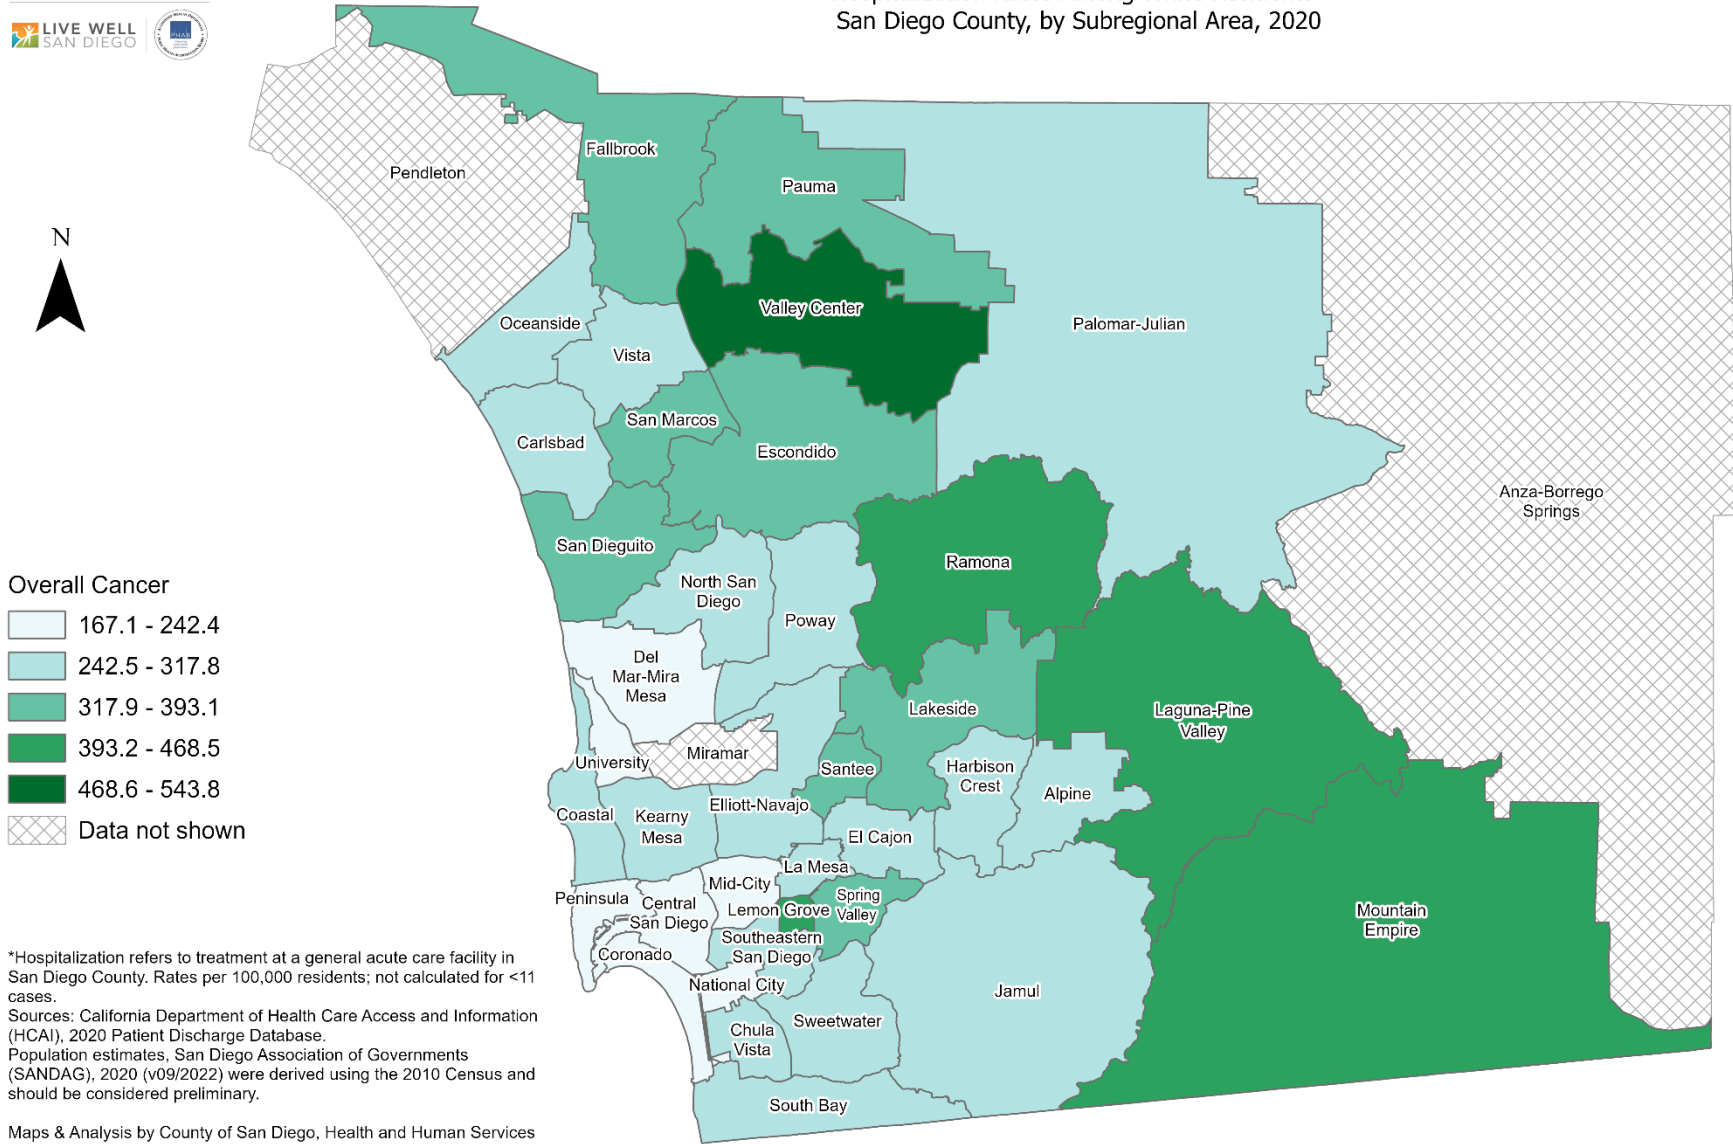 LIVE WELL
SAN DIEGO
PHAB
San Diego County, by Subregional Area, 2020
Pendleton
Fallbrook
Pauma
N
Valley Center
Oceanside
Vista
Palomar-Julian
San Marcos
Carlsbad
Escondido
Anza-Borrego
Springs
San Dieguito
Ramona
North San
Diego
Poway
Del
Mar-Mira
Mesa
Lakeside
Laguna-Pine
Valley
Miramar
University
Santee
Harbison
Crest
Alpine
Elliott-Navajo
Coastal
Kearny
Mesa
El Cajon
La Mesa
Mid-City
Peninsula
Central
San Diego
Lemon Grove
Spring
Valley
Mountain
Empire
Southeastern
San Diego
Coronado
National City
Jamul
Sweetwater
Chula
Vista
South Bay
Overall Cancer
167.1 - 242.4
242.5 - 317.8
317.9 - 393.1
393.2 - 468.5
468.6 - 543.8
Data not shown
*Hospitalization refers to treatment at a general acute care facility in
San Diego County. Rates per 100,000 residents; not calculated for <11
cases.
Sources: California Department of Health Care Access and Information
(HCAI), 2020 Patient Discharge Database.
Population estimates, San Diego Association of Governments
(SANDAG), 2020 (v09/2022) were derived using the 2010 Census and
should be considered preliminary.
Maps & Analysis by County of San Diego, Health and Human Services